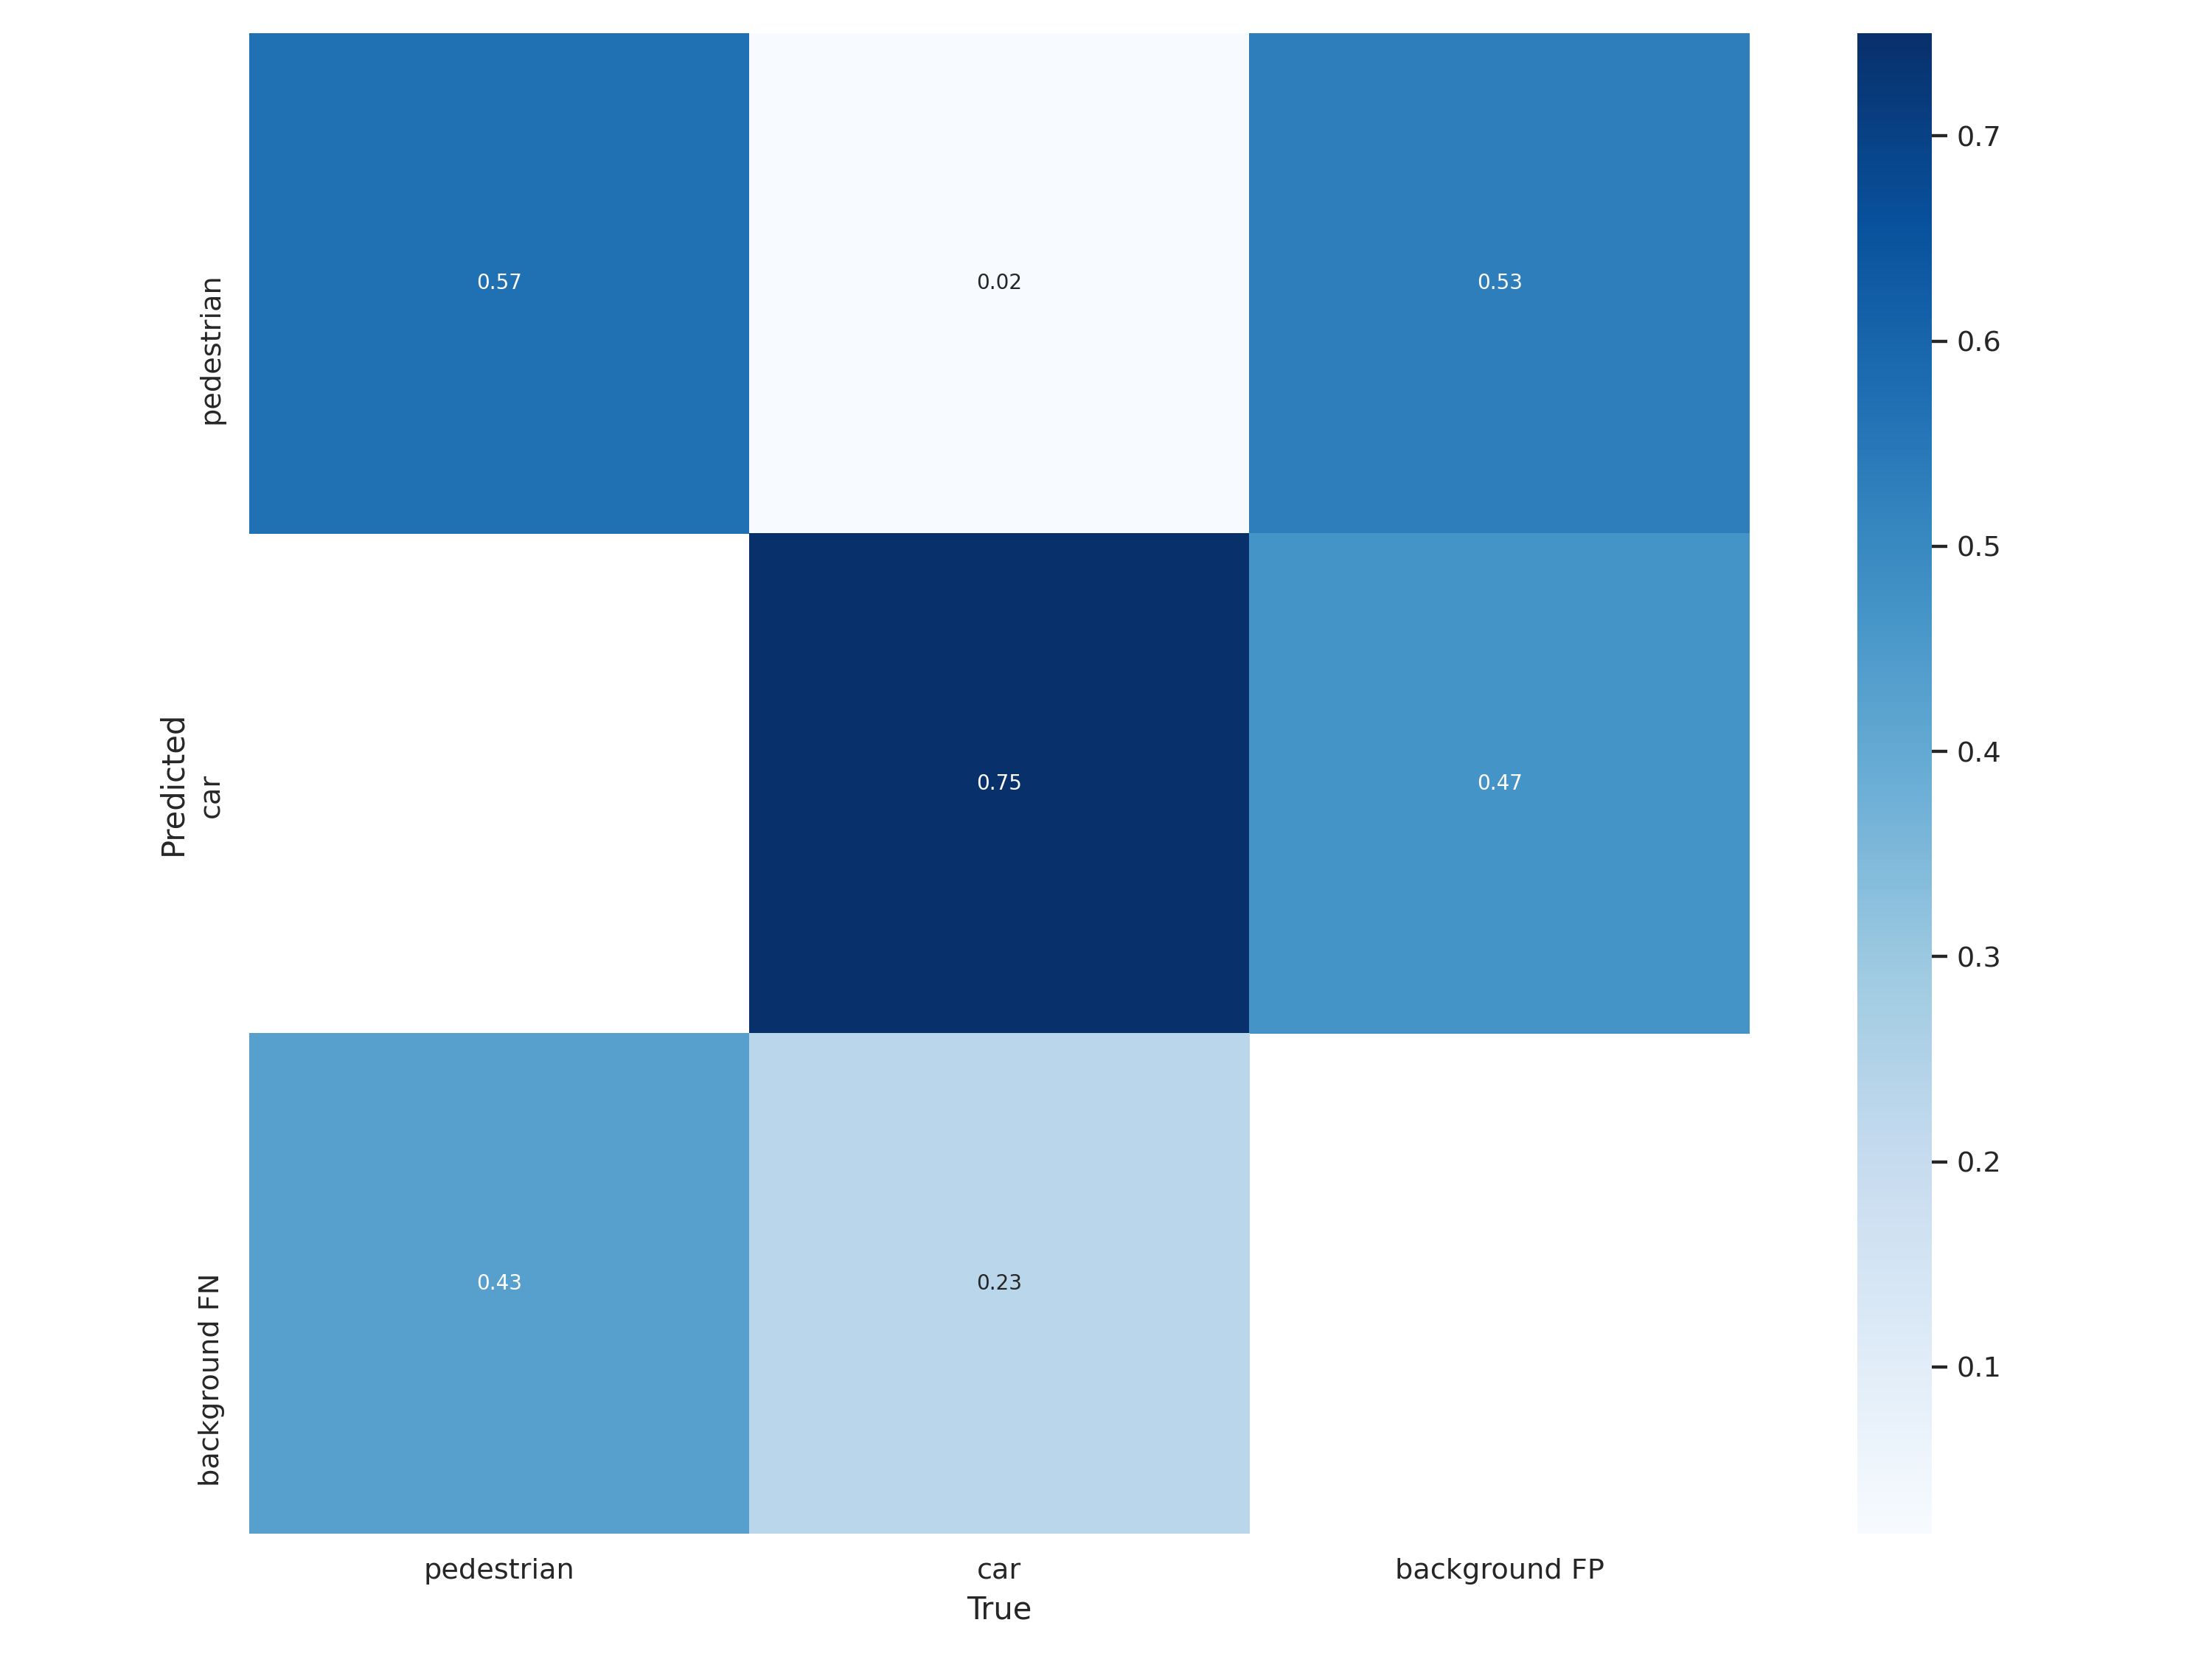 pedestrian
0.57
0.02
0.53
Predicted
car
0.75
0.47
background FN
0.43
0.23
pedestrian
car
background FP
True
0.7
0.6
0.5
0.4
0.3
0.2
0.1